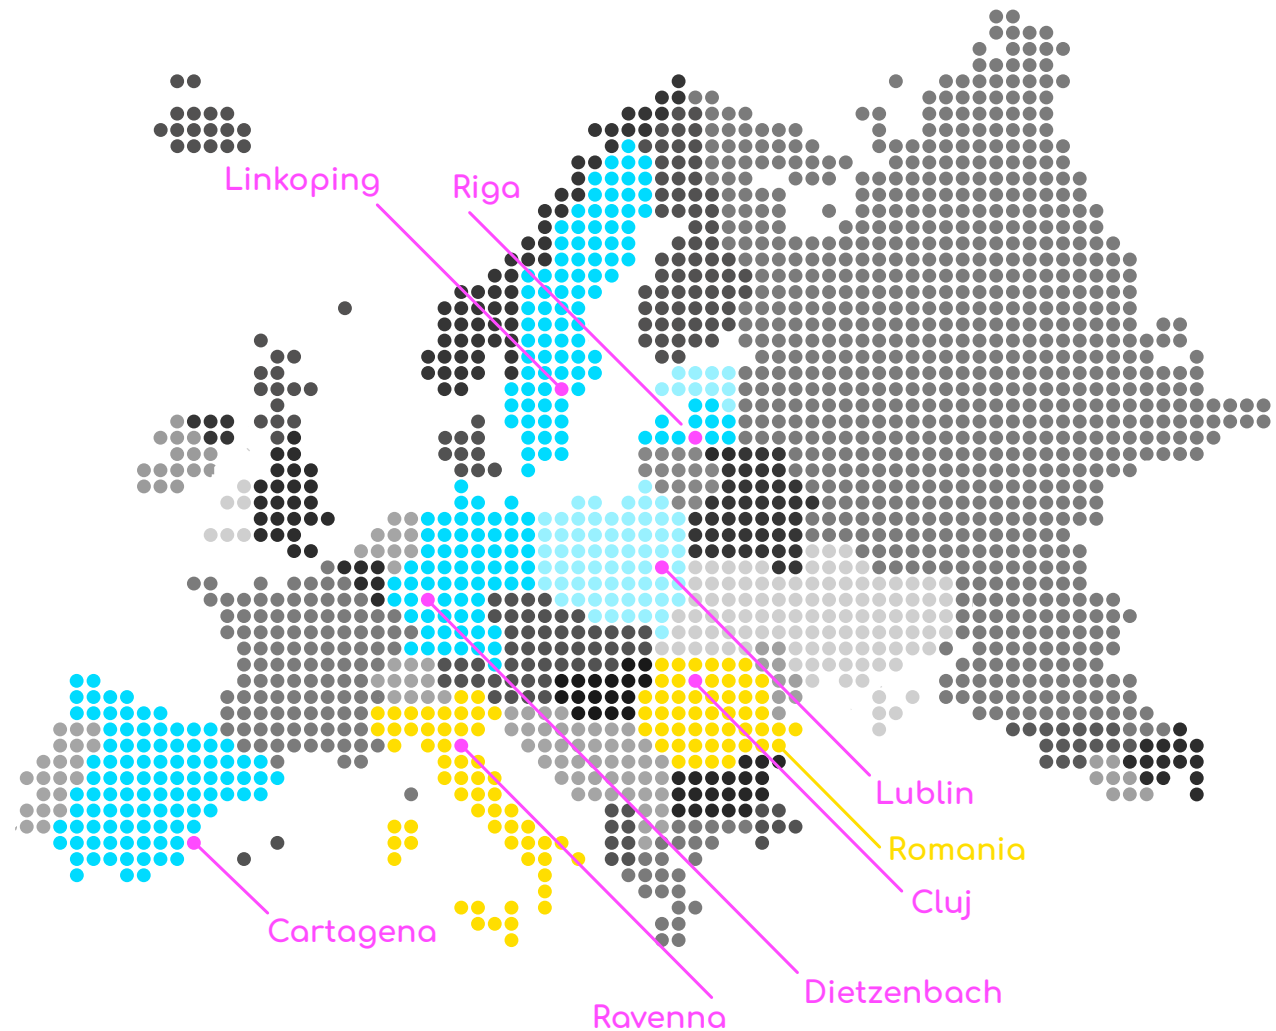 Linkoping
Riga
Lublin
Romania
Cluj
Cartagena
Dietzenbach
Ravenna